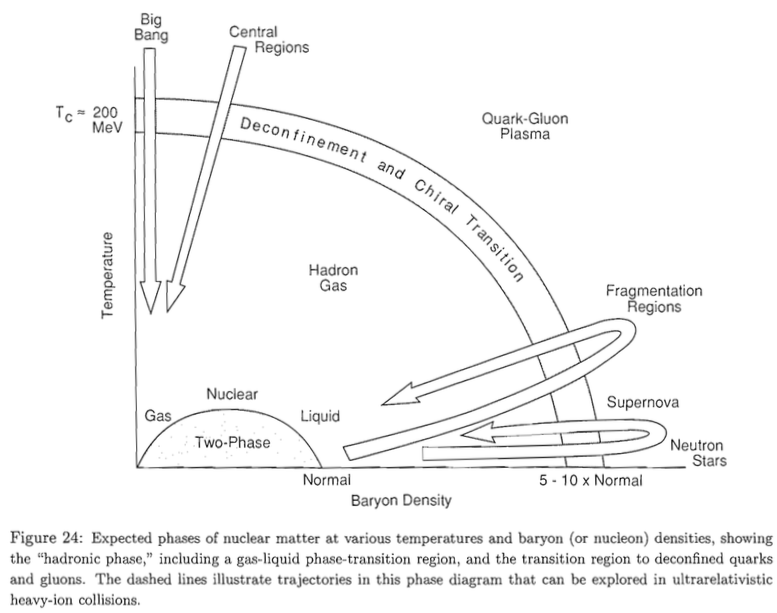 Big
Bang
Central
Regions
T_c = 200
MeV
Deconfinement and Chiral Transition
Quark-Gluon
Plasma
Temperature
Hadron
Gas
Fragmentation
Regions
Nuclear
Gas
Liquid
Two-Phase
Supernova
Neutron
Stars
Normal
5 - 10 x Normal
Baryon Density
Figure 24: Expected phases of nuclear matter at various temperatures and baryon (or nucleon) densities, showing
the "hadronic phase," including a gas-liquid phase-transition region, and the transition region to deconfined quarks
and gluons. The dashed lines illustrate trajectories in this phase diagram that can be explored in ultrarelativistic
heavy-ion collisions.